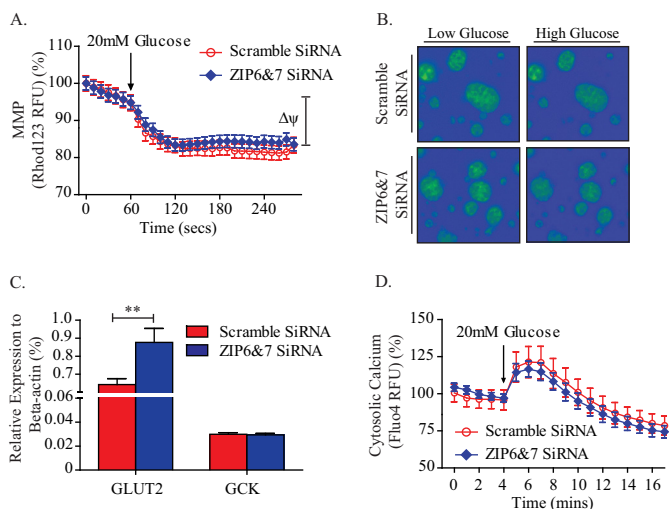 A.
20mM Glucose
Scramble SiRNA
ZIP6&7 SiRNA
MMP
(Rhod123 RFU) (%)
110
100
90
80
70
Δψ
0 60 120 180 240
Time (secs)
B.
Low Glucose High Glucose
Scramble
SiRNA
ZIP6&7
SiRNA
C.
Relative Expression to
Beta-actin (%)
1.0
0.9
0.8
0.7
0.06
0.04
0.02
0.00
**
Scramble SiRNA
ZIP6&7 SiRNA
GLUT2 GCK
D.
20mM Glucose
Cytosolic Calcium
(Fluo4 RFU) (%)
150
125
100
75
50
Scramble SiRNA
ZIP6&7 SiRNA
0 2 4 6 8 10 12 14 16
Time (mins)